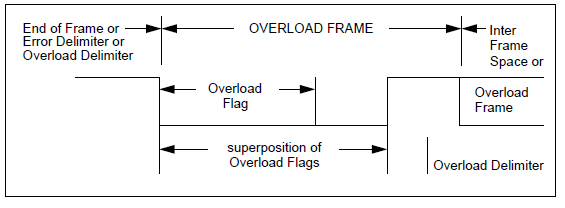 End of Frame or
Error Delimiter or
Overload Delimiter
OVERLOAD FRAME
Inter
Frame
Space or
Overload
Frame
Overload
Flag
superposition of
Overload Flags
Overload Delimiter